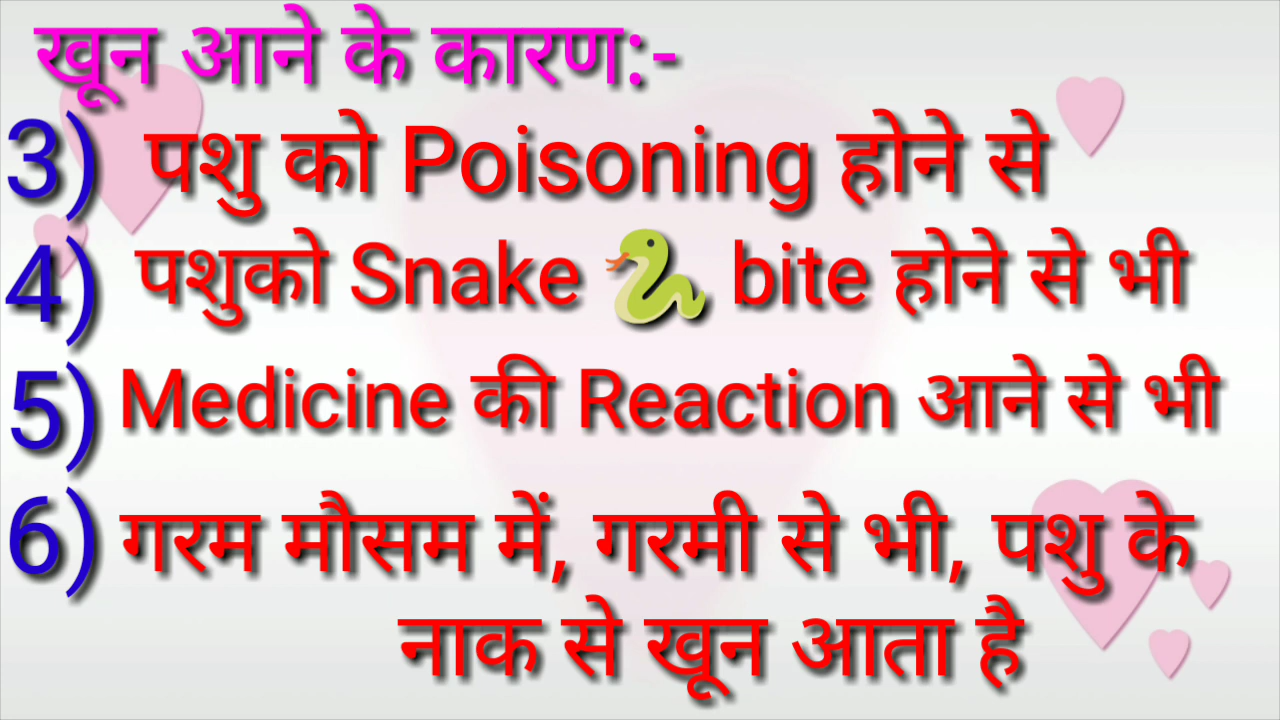 खून आने के कारण:-
3) पशु को Poisoning होने से
4) पशुको Snake 🐍 bite होने से भी
5) Medicine की Reaction आने से भी
6) गरम मौसम में, गरमी से भी, पशु के
नाक से खून आता है